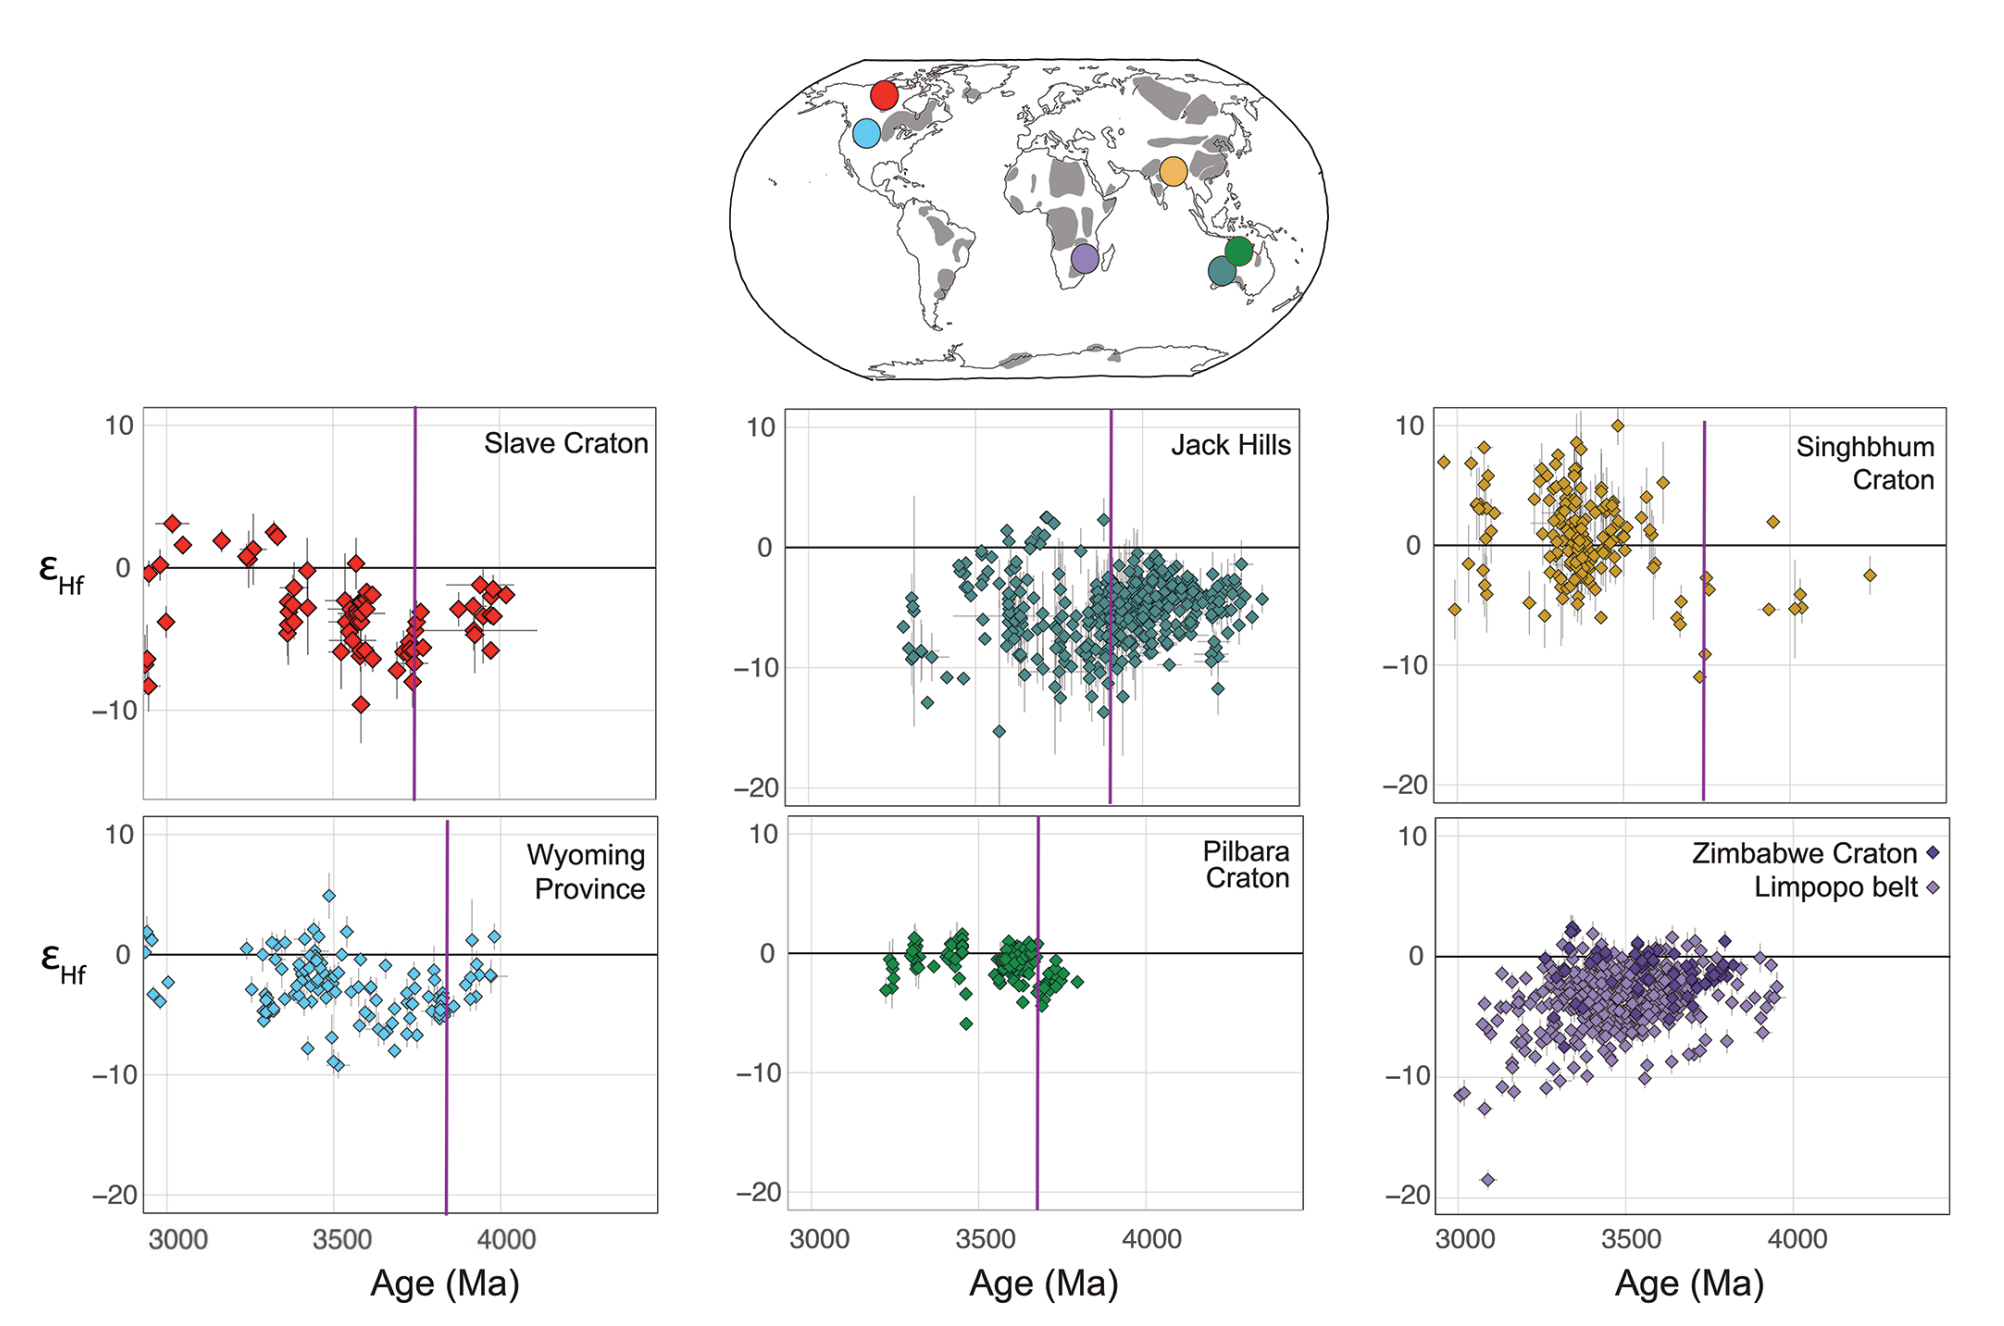 10
0
−10
εHf
Slave Craton
10
0
−10
−20
Jack Hills
10
0
−10
−20
Singhbhum
Craton
10
0
−10
−20
εHf
Wyoming
Province
3000
3500
4000
Age (Ma)
10
0
−10
−20
Pilbara
Craton
3000
3500
4000
Age (Ma)
10
0
−10
−20
Zimbabwe Craton
Limpopo belt
3000
3500
4000
Age (Ma)